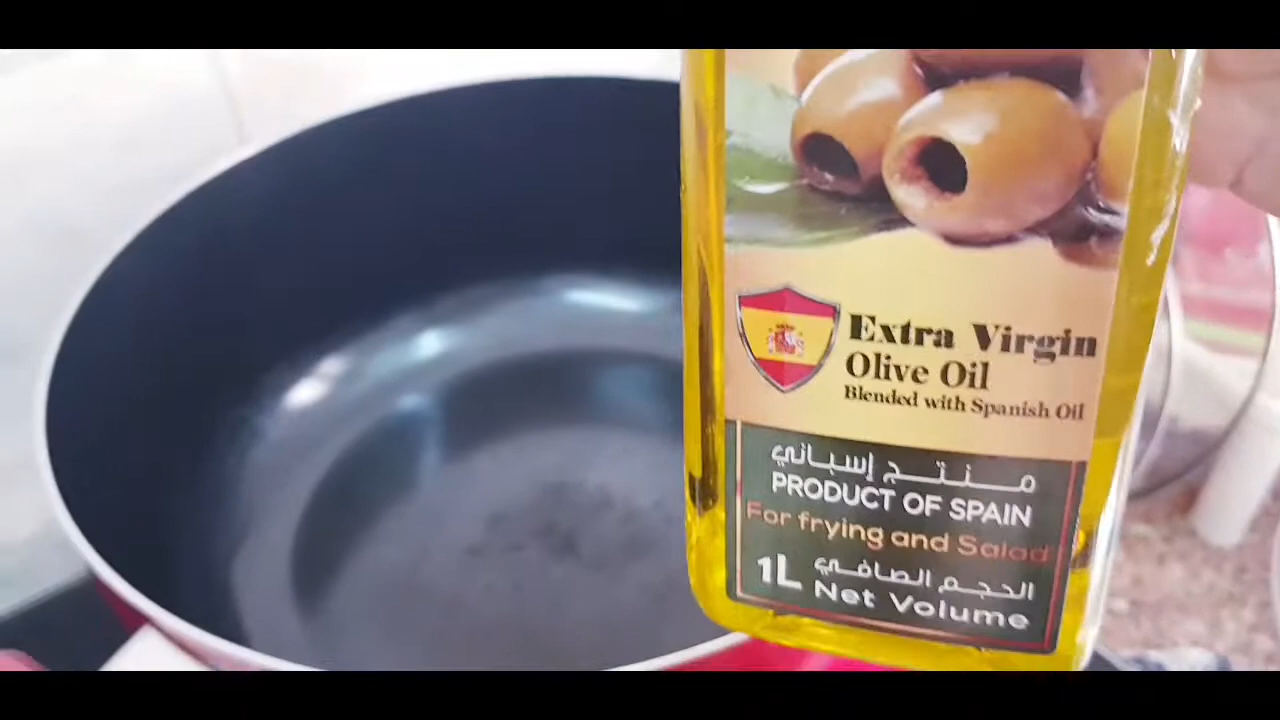 Extra Virgin
Olive Oil
Blended with Spanish Oil
منتج إسباني
PRODUCT OF SPAIN
For frying and Salad
1L
الحجم الصافي
Net Volume